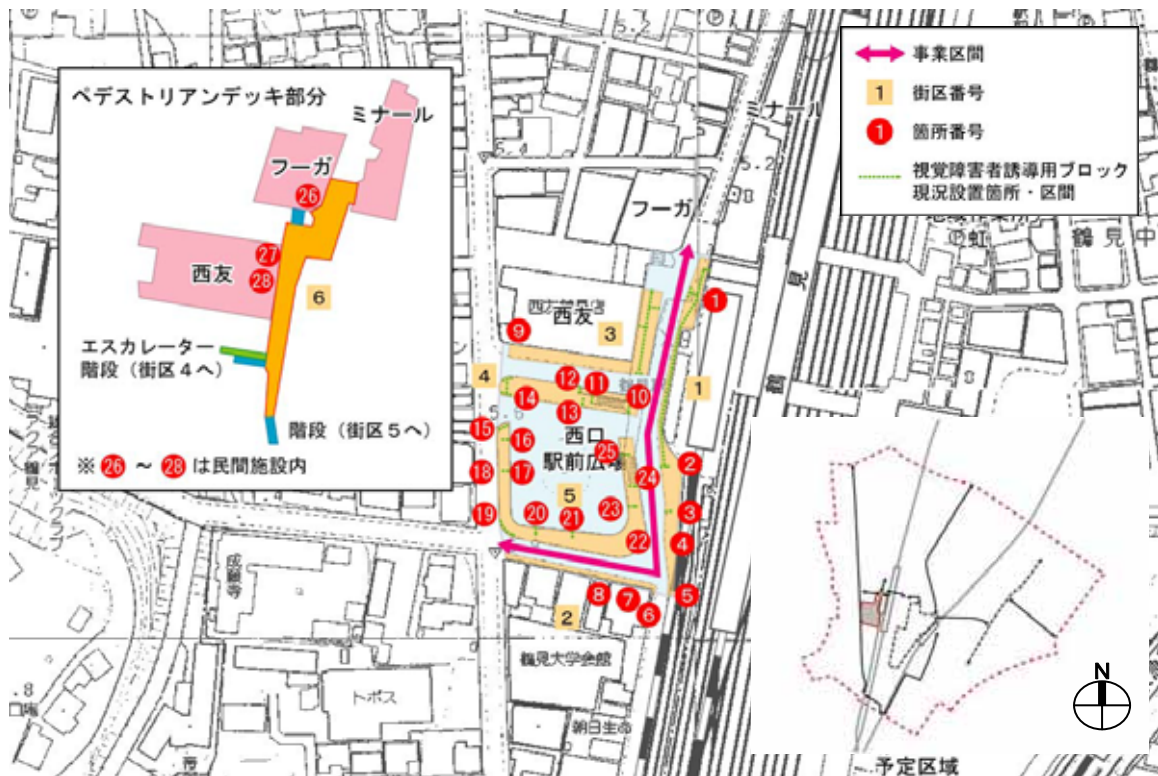 ペデストリアンデッキ部分
ミナール
フーガ
26
27
西友
28
6
エスカレーター
階段（街区４へ）
階段（街区５へ）
※ 26 ～ 28 は民間施設内
事業区間
1 街区番号
1 箇所番号
視覚障害者誘導用ブロック
現況設置箇所・区間
ミナール
5.2
フーガ
鶴見中
鶴見
1
西友
3
9
4
12
11
10
1
14
13
15
16
西口
駅前広場
25
2
18
17
24
5
23
3
19
20
21
22
4
8
7
6
5
2
鶴見大学会館
トポス
朝日生命
成願寺
N
予定区域